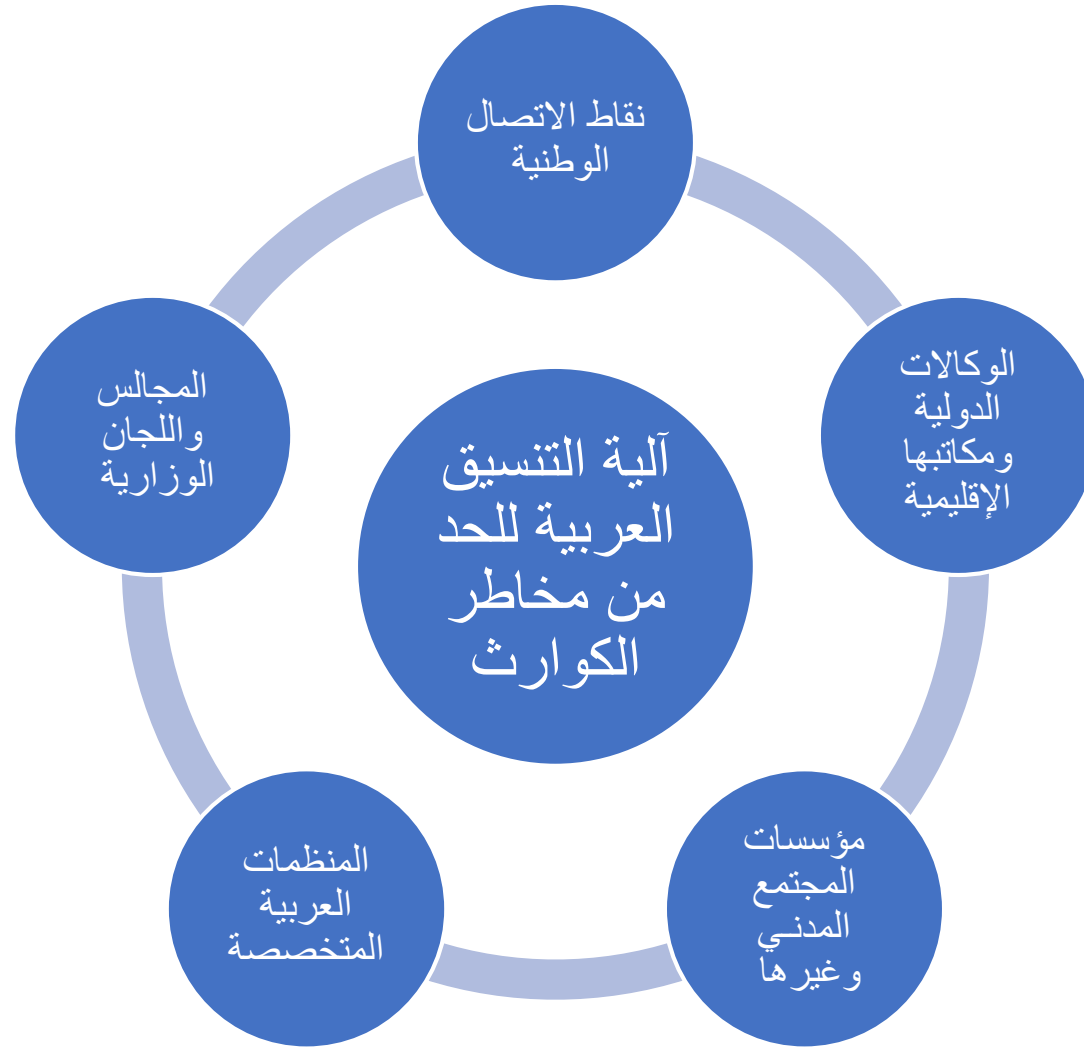 نقاط الاتصال
الوطنية
الوكالات
الدولية
ومكاتبها
الإقليمية
مؤسسات
المجتمع
المدني
وغيرها
المنظمات
العربية
المتخصصة
المجالس
واللجان
الوزارية
آلية التنسيق
العربية للحد
من مخاطر
الكوارث